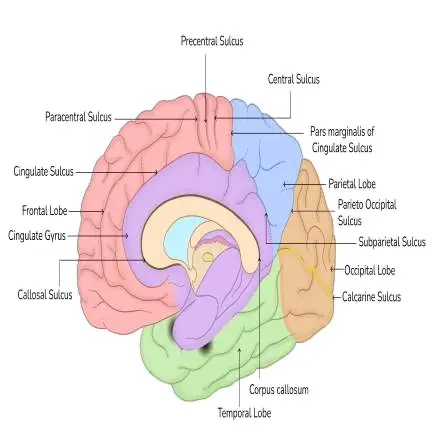 Precentral Sulcus
Central Sulcus
Paracentral Sulcus
Pars marginalis of
Cingulate Sulcus
Cingulate Sulcus
Parietal Lobe
Frontal Lobe
Parieto Occipital
Sulcus
Cingulate Gyrus
Subparietal Sulcus
Occipital Lobe
Callosal Sulcus
Calcarine Sulcus
Corpus callosum
Temporal Lobe